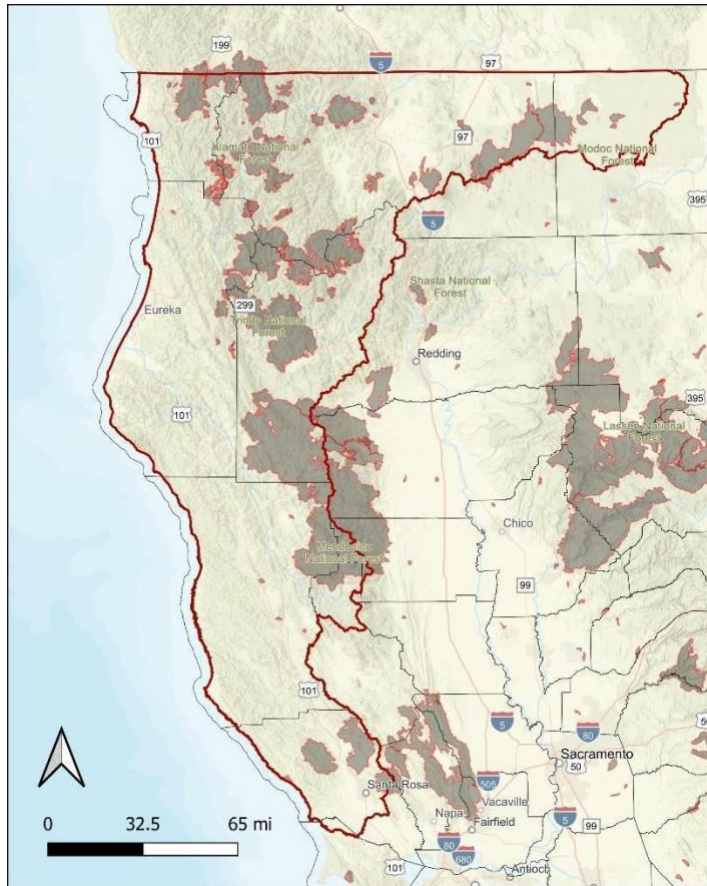 199
5
97
101
97
Klamath National
Forest
Modoc National
Forest
395
5
Shasta National
Forest
Eureka
299
Trinity National
Forest
Redding
101
395
Lassen National
Forest
Chico
Mendocino
National Forest
99
101
5
80
50
Sacramento
50
Santa Rosa
505
Vacaville
Napa
Fairfield
5
99
80
680
101
Antioch
0 32.5 65 mi